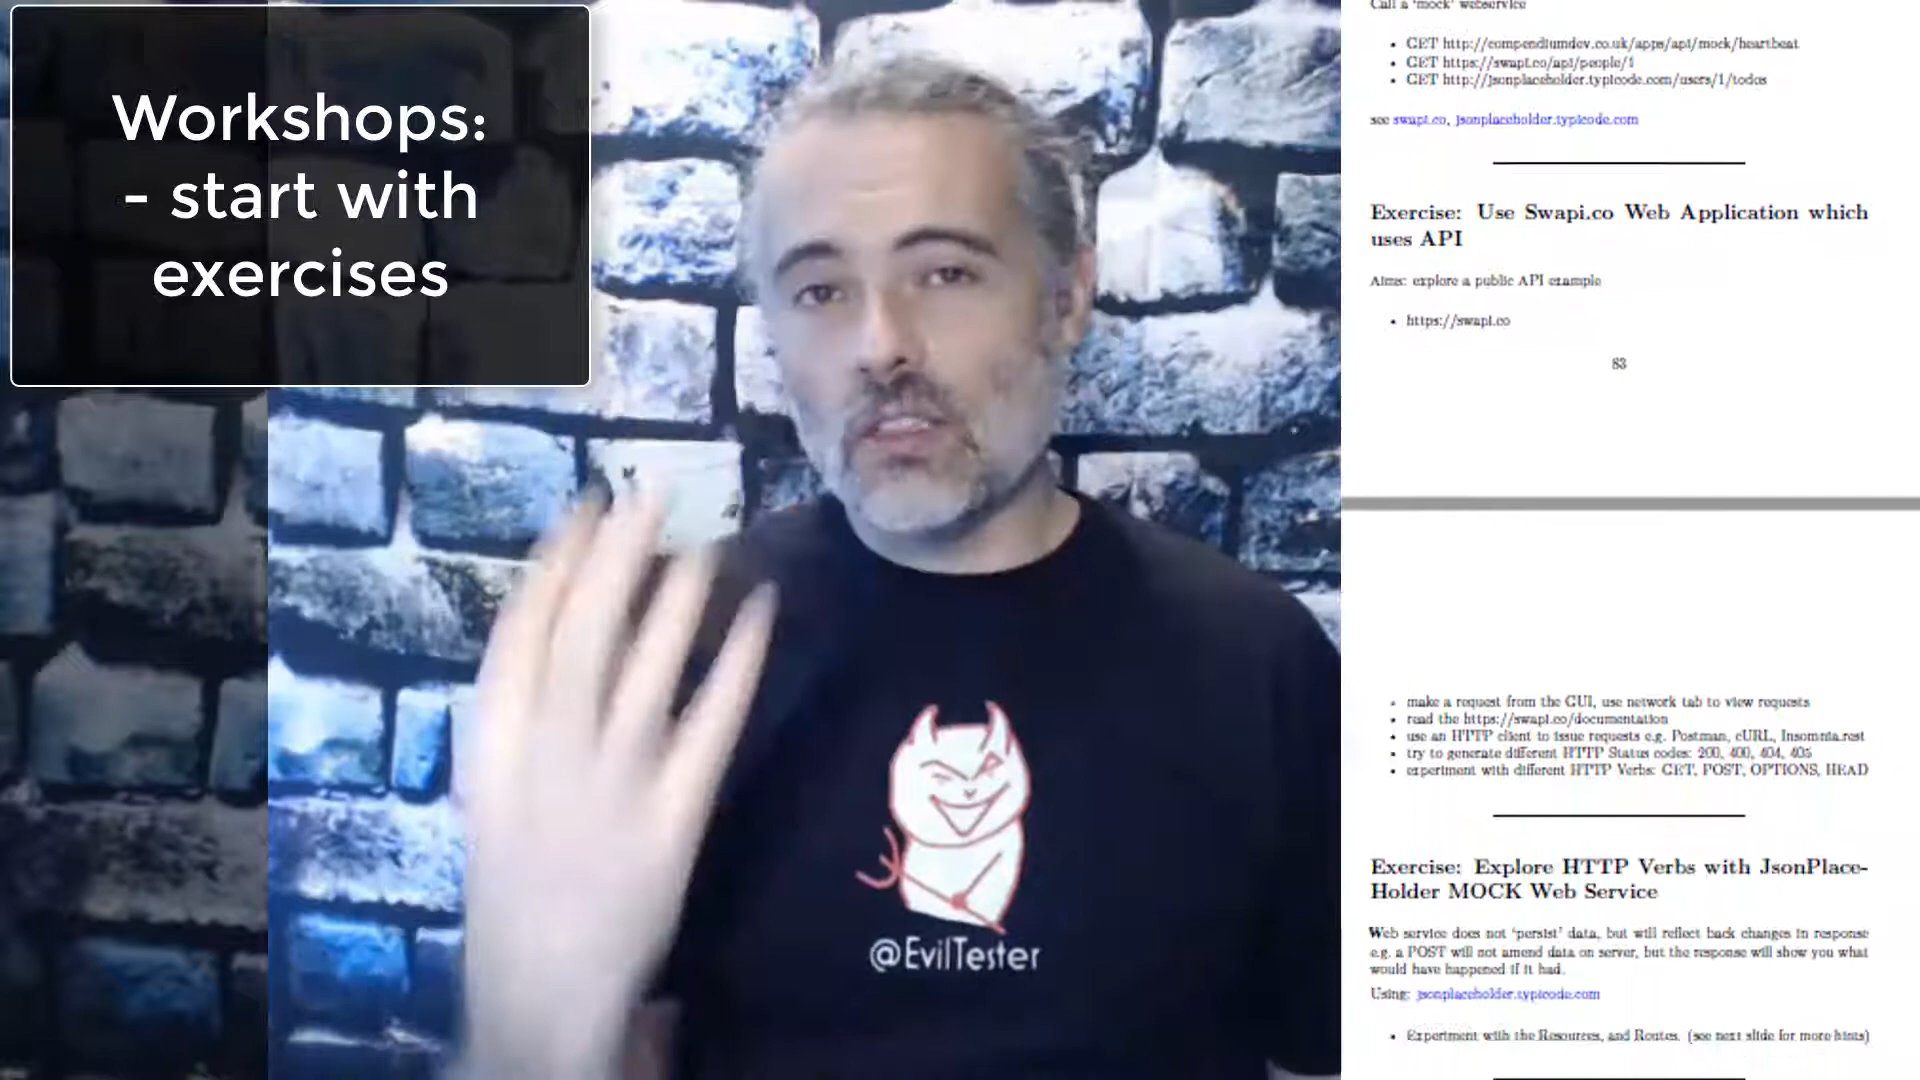 Workshops:
- start with
exercises
@EvilTester
Call a 'mock' webservice
• GET http://compendiumdev.co.uk/apps/api/mock/heartbeat
• GET https://swapi.co/api/people/1
• GET http://jsonplaceholder.typicode.com/users/1/todos
see swapi.co, jsonplaceholder.typicode.com
Exercise: Use Swapi.co Web Application which
uses API
Aims: explore a public API example
• https://swapi.co
83
• make a request from the GUI, use network tab to view requests
• read the https://swapi.co/documentation
• use an HTTP client to issue requests e.g. Postman, cURL, Insomnia.rest
• try to generate different HTTP Status codes: 200, 400, 404, 405
• experiment with different HTTP Verbs: GET, POST, OPTIONS, HEAD
Exercise: Explore HTTP Verbs with JsonPlace-
Holder MOCK Web Service
Web service does not 'persist' data, but will reflect back changes in response
e.g. a POST will not amend data on server, but the response will show you what
would have happened if it had.
Using: jsonplaceholder.typicode.com
• Experiment with the Resources, and Routes. (see next slide for more hints)